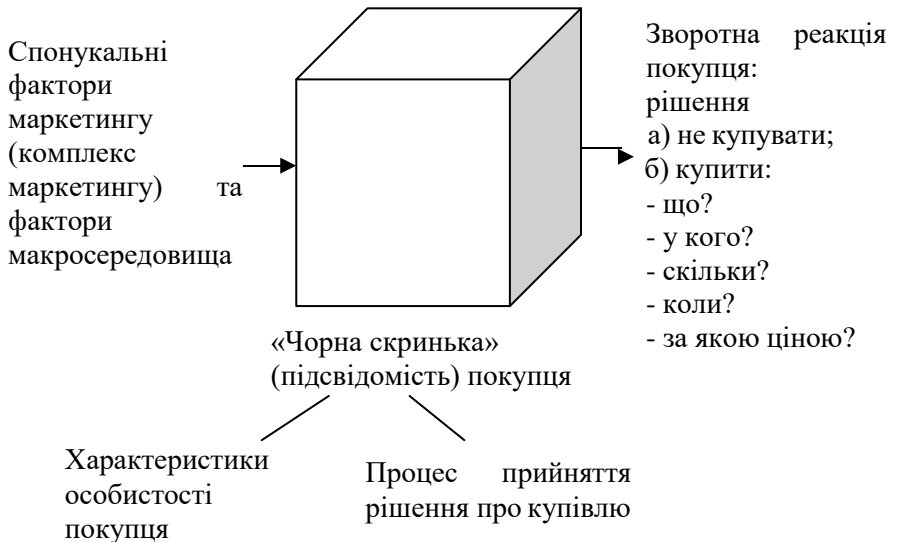 Спонукальні
фактори
маркетингу
(комплекс
маркетингу) та
фактори
макросередовища
Зворотна реакція
покупця:
рішення
а) не купувати;
б) купити:
- що?
- у кого?
- скільки?
- коли?
- за якою ціною?
«Чорна скринька»
(підсвідомість) покупця
Характеристики
особистості
покупця
Процес прийняття
рішення про купівлю